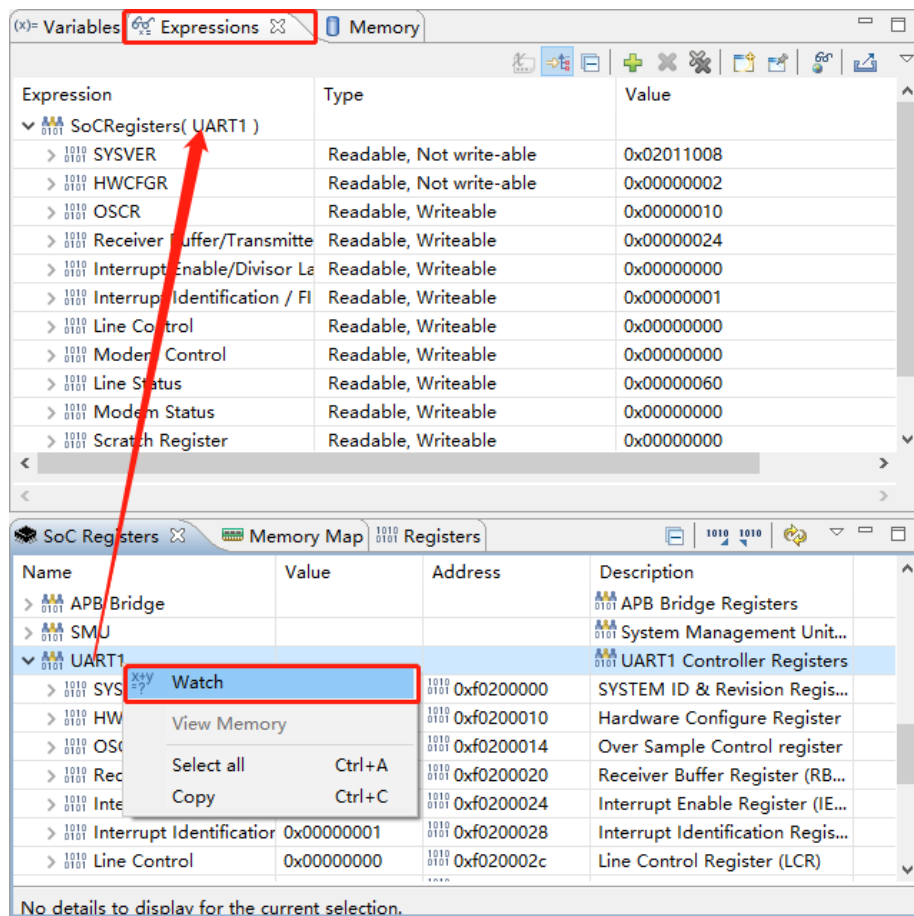 (x)= Variables Expressions Memory
Expression Type Value
SoCRegisters( UART1 )
SYSVER Readable, Not write-able 0x02011008
HWCFGR Readable, Not write-able 0x00000002
OSCR Readable, Writeable 0x00000010
Receiver Buffer/Transmitte Readable, Writeable 0x00000024
Interrupt Enable/Divisor La Readable, Writeable 0x00000000
Interrupt Identification / FI Readable, Writeable 0x00000001
Line Control Readable, Writeable 0x00000000
Modem Control Readable, Writeable 0x00000000
Line Status Readable, Writeable 0x00000060
Modem Status Readable, Writeable 0x00000000
Scratch Register Readable, Writeable 0x00000000
SoC Registers Memory Map Registers
Name Value Address Description
APB Bridge APB Bridge Registers
SMU System Management Unit...
UART1 UART1 Controller Registers
SYS 0xf0200000 SYSTEM ID & Revision Regis...
HW 0xf0200010 Hardware Configure Register
OSC 0xf0200014 Over Sample Control register
Rec 0xf0200020 Receiver Buffer Register (RB...
Inte 0xf0200024 Interrupt Enable Register (IE...
Interrupt Identification 0x00000001 0xf0200028 Interrupt Identification Regis...
Line Control 0x00000000 0xf020002c Line Control Register (LCR)
Watch
View Memory
Select all Ctrl+A
Copy Ctrl+C
No details to display for the current selection.